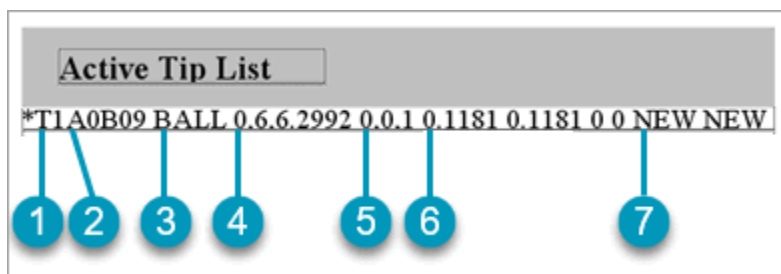 Active Tip List
*T1A0B09 BALL 0.6.6.2992 0.0.1 0.1181 0.1181 0 0 NEW NEW
1 2 3 4 5 6 7